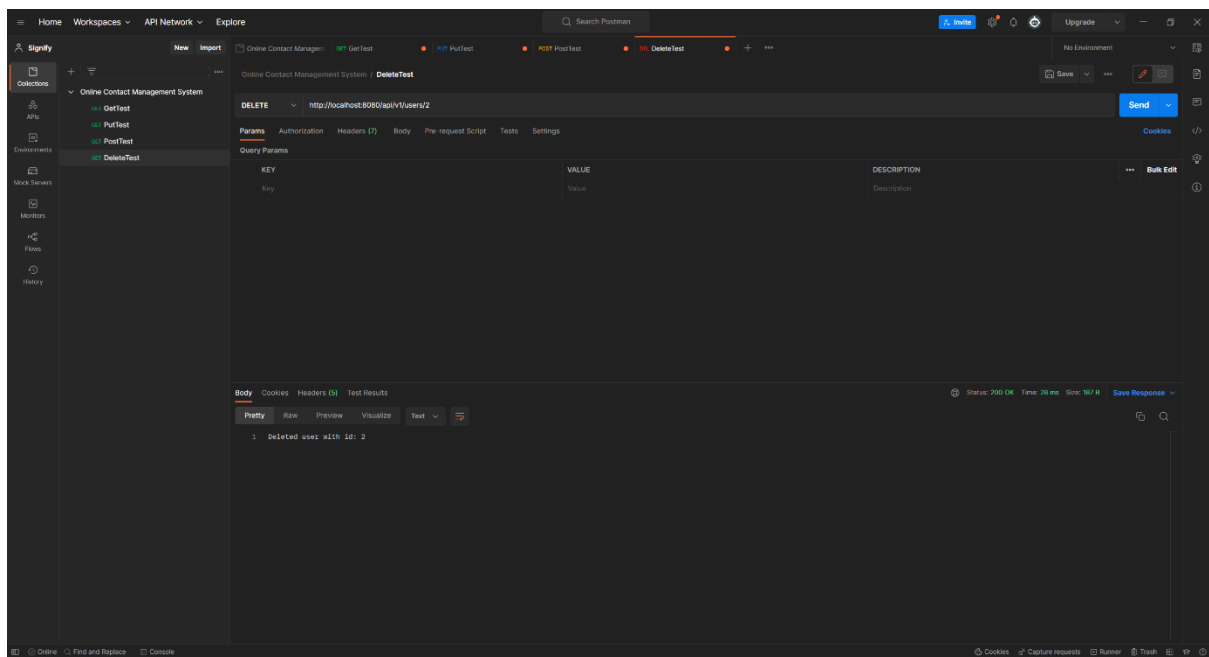 Home Workspaces API Network Explore Search Postman Invite Upgrade
Signify New Import Online Contact Managem GET GetTest PUT PutTest POST PostTest DEL DeleteTest No Environment
Collections
APIs
Environments
Mock Servers
Monitors
Flows
History
Online Contact Management System
GET GetTest
GET PutTest
GET PostTest
GET DeleteTest
Online Contact Management System / DeleteTest Save
DELETE http://localhost:8080/api/v1/users/2 Send
Params Authorization Headers (7) Body Pre-request Script Tests Settings Cookies
Query Params
KEY VALUE DESCRIPTION Bulk Edit
Key Value Description
Body Cookies Headers (5) Test Results Status: 200 OK Time: 28 ms Size: 187 B Save Response
Pretty Raw Preview Visualize Text
1 Deleted user with id: 2
Online Find and Replace Console Cookies Capture requests Runner Trash